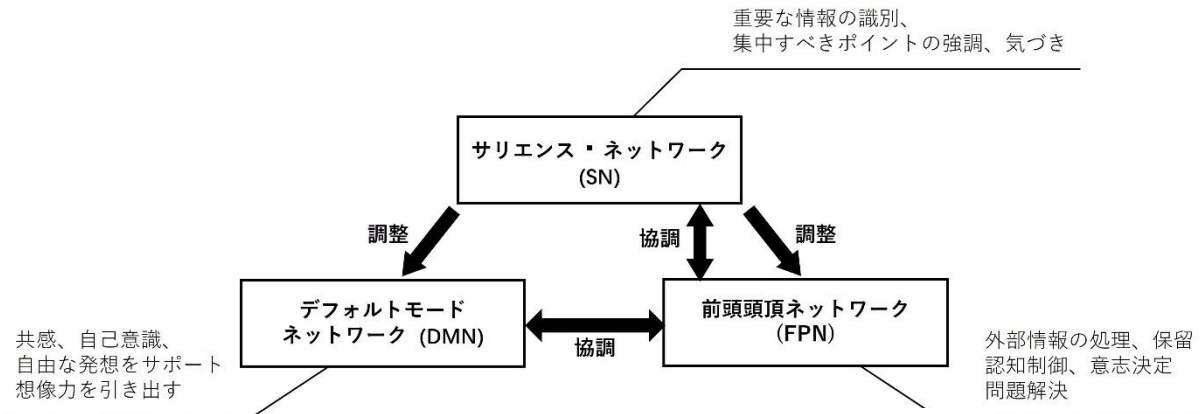 重要な情報の識別、
集中すべきポイントの強調、気づき
サリエンス・ネットワーク
(SN)
調整
協調
調整
デフォルトモード
ネットワーク (DMN)
協調
前頭頭頂ネットワーク
(FPN)
共感、自己意識、
自由な発想をサポート
想像力を引き出す
外部情報の処理、保留
認知制御、意志決定
問題解決